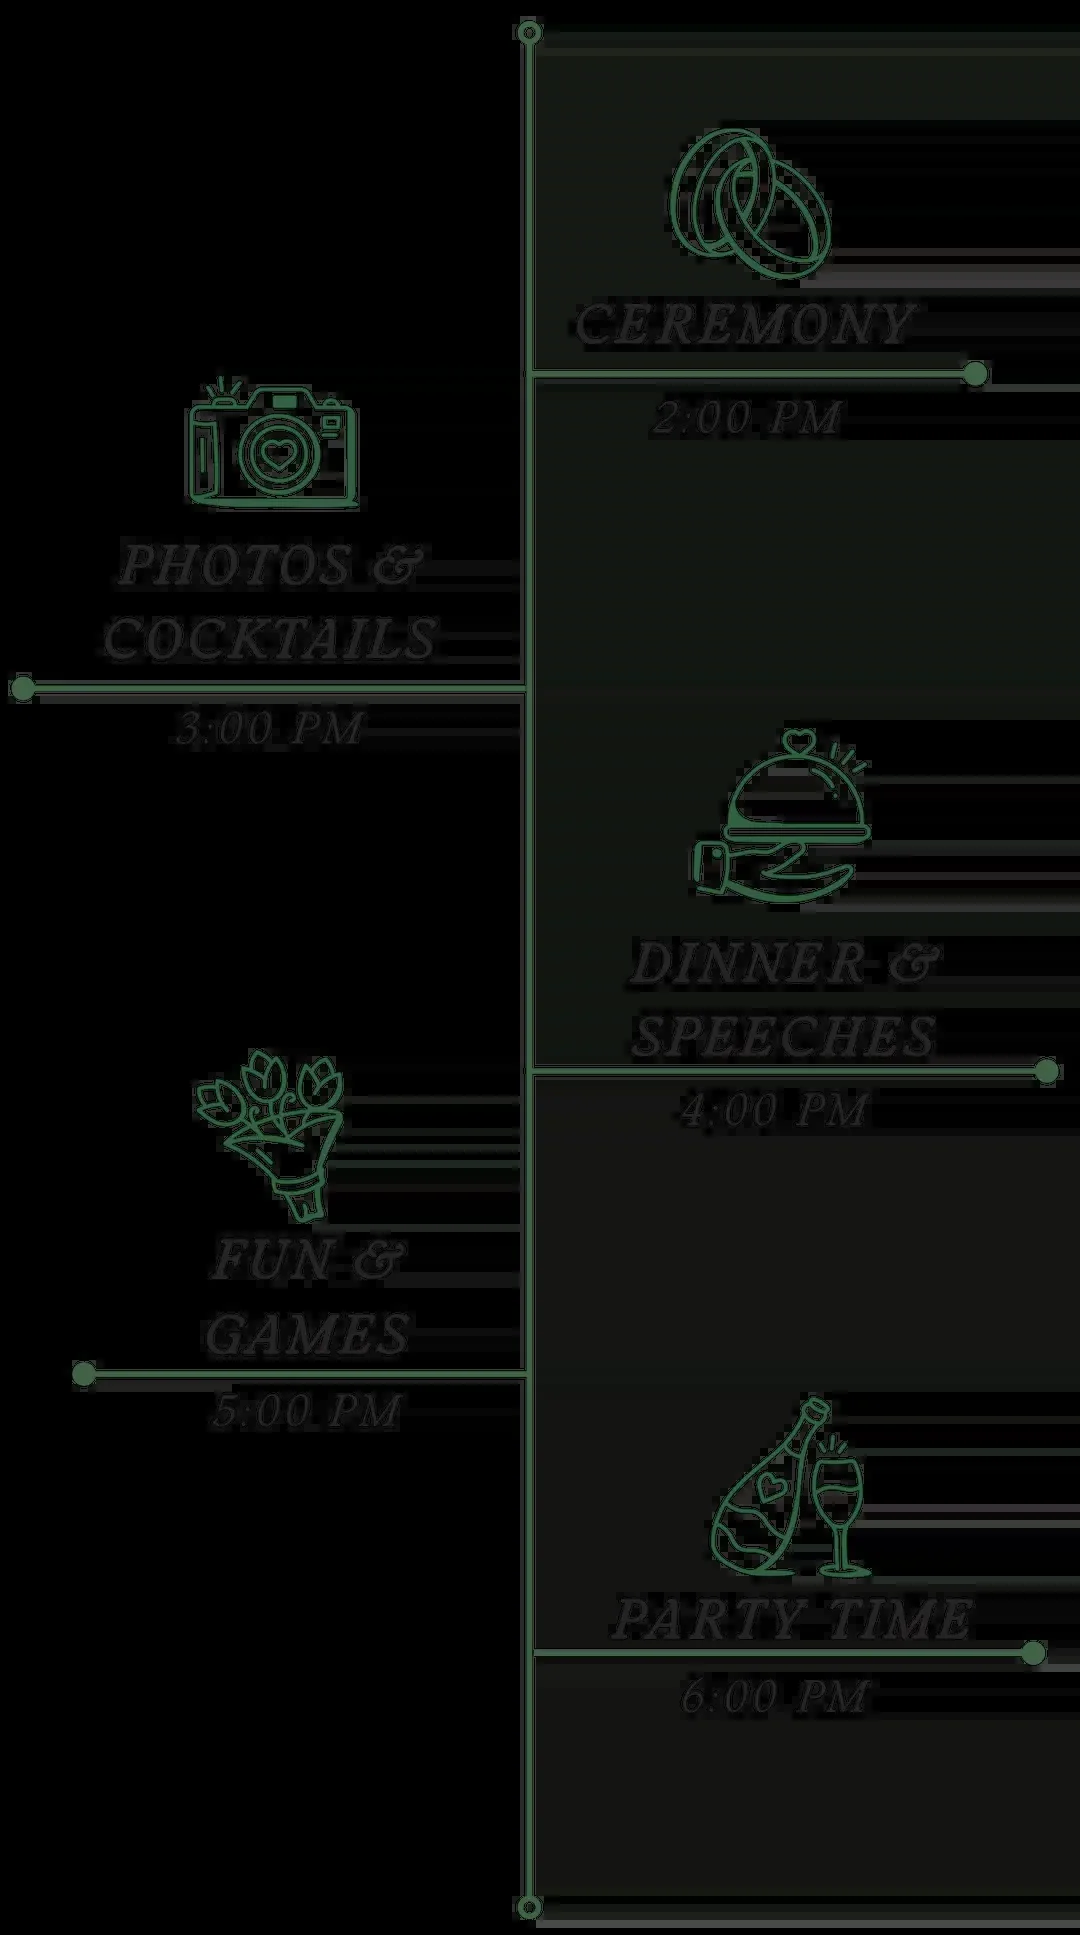 CEREMONY
2:00 PM
PHOTOS &
COCKTAILS
3:00 PM
DINNER &
SPEECHES
4:00 PM
FUN &
GAMES
5:00 PM
PARTY TIME
6:00 PM